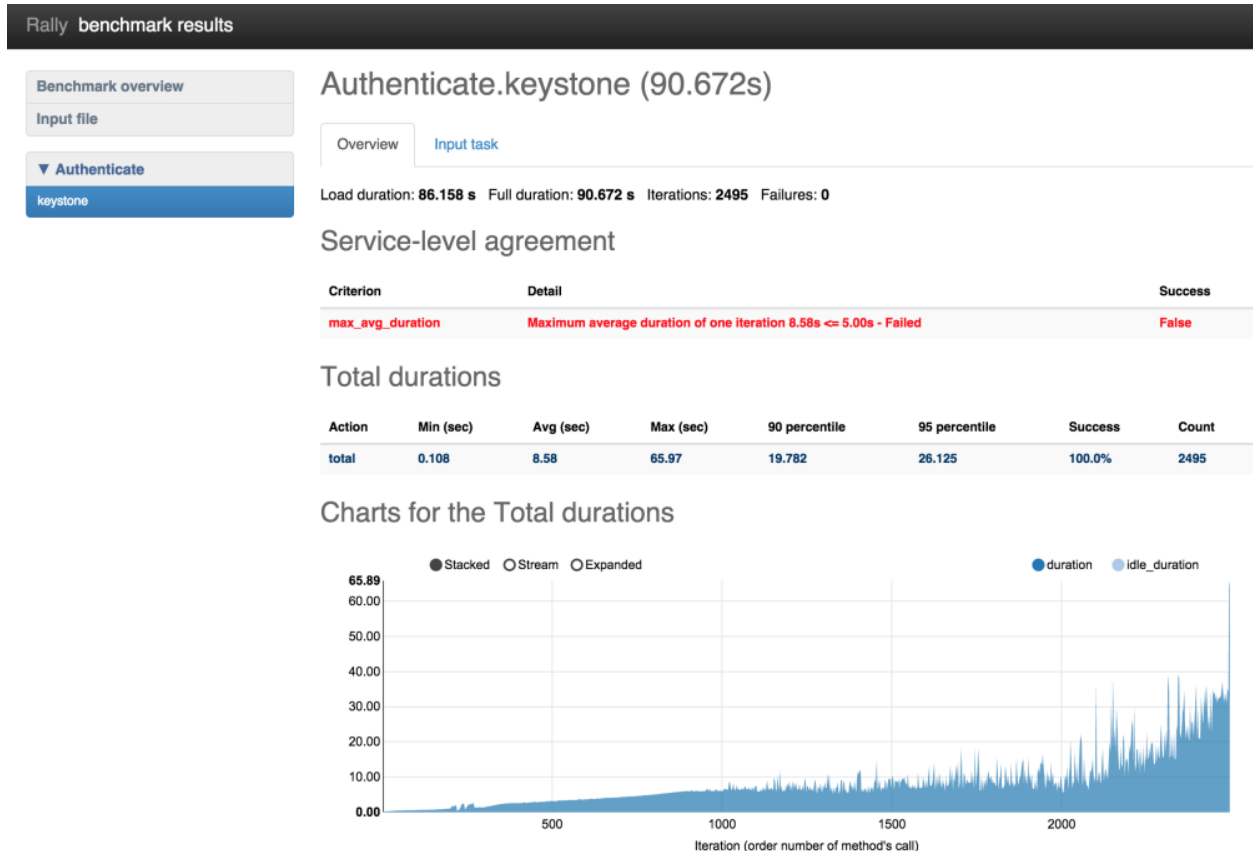 Rally benchmark results
Benchmark overview
Input file
▼ Authenticate
keystone
Authenticate.keystone (90.672s)
Overview Input task
Load duration: 86.158 s Full duration: 90.672 s Iterations: 2495 Failures: 0
Service-level agreement
Criterion Detail Success
max_avg_duration Maximum average duration of one iteration 8.58s <= 5.00s - Failed False
Total durations
Action Min (sec) Avg (sec) Max (sec) 90 percentile 95 percentile Success Count
total 0.108 8.58 65.97 19.782 26.125 100.0% 2495
Charts for the Total durations
Stacked Stream Expanded duration idle_duration
65.89
60.00
50.00
40.00
30.00
20.00
10.00
0.00
500 1000 1500 2000
Iteration (order number of method's call)